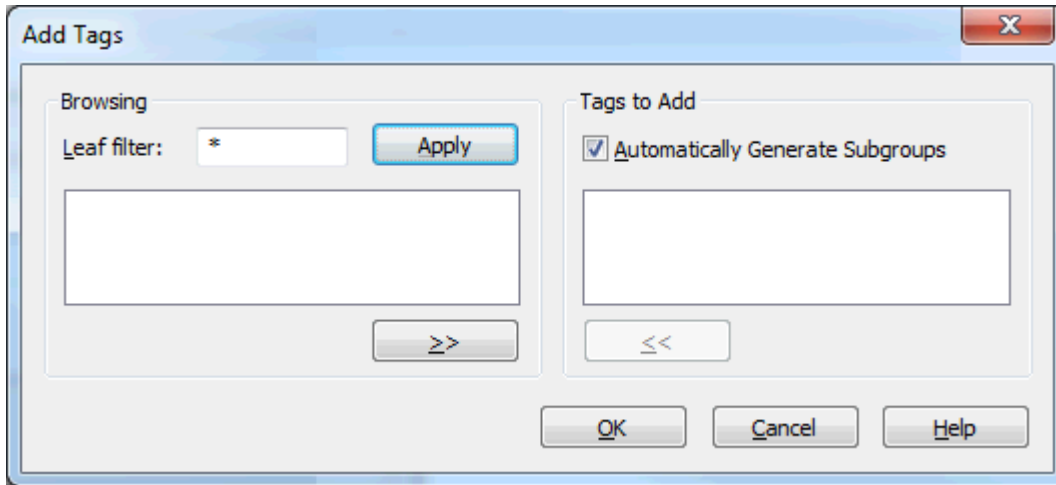 Add Tags
Browsing
Leaf filter: * Apply
>>
Tags to Add
Automatically Generate Subgroups
<<
OK Cancel Help